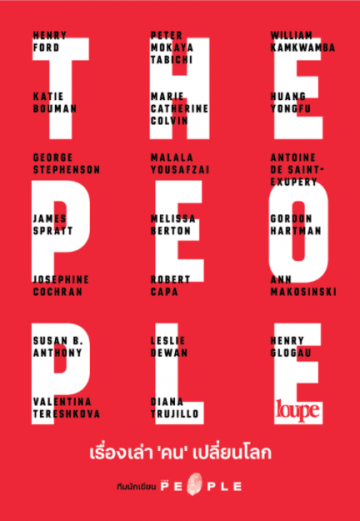 THE
PEO
PLE
HENRY FORD
PETER MOKAYA TABICHI
WILLIAM KAMKWAMBA
KATIE BOUMAN
MARIE CATHERINE COLVIN
HUANG YONGFU
GEORGE STEPHENSON
MALALA YOUSAFZAI
ANTOINE DE SAINT-EXUPERY
JAMES SPRATT
MELISSA BERTON
GORDON HARTMAN
JOSEPHINE COCHRAN
ROBERT CAPA
ANN MAKOSINSKI
SUSAN B. ANTHONY
LESLIE DEWAN
HENRY GLOGAU
VALENTINA TERESHKOVA
DIANA TRUJILLO
loupe
เรื่องเล่า 'คน' เปลี่ยนโลก
ทีมนักเขียน THE PEOPLE